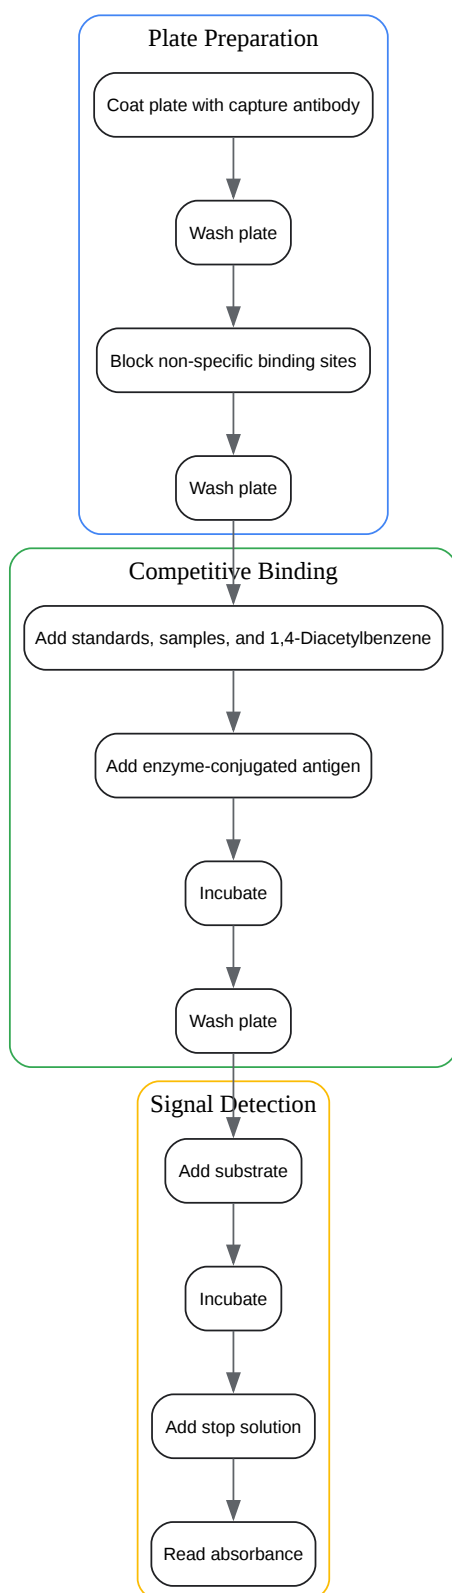 Plate Preparation
Coat plate with capture antibody
Wash plate
Block non-specific binding sites
Wash plate
Competitive Binding
Add standards, samples, and 1,4-Diacetylbenzene
Add enzyme-conjugated antigen
Incubate
Wash plate
Signal Detection
Add substrate
Incubate
Add stop solution
Read absorbance